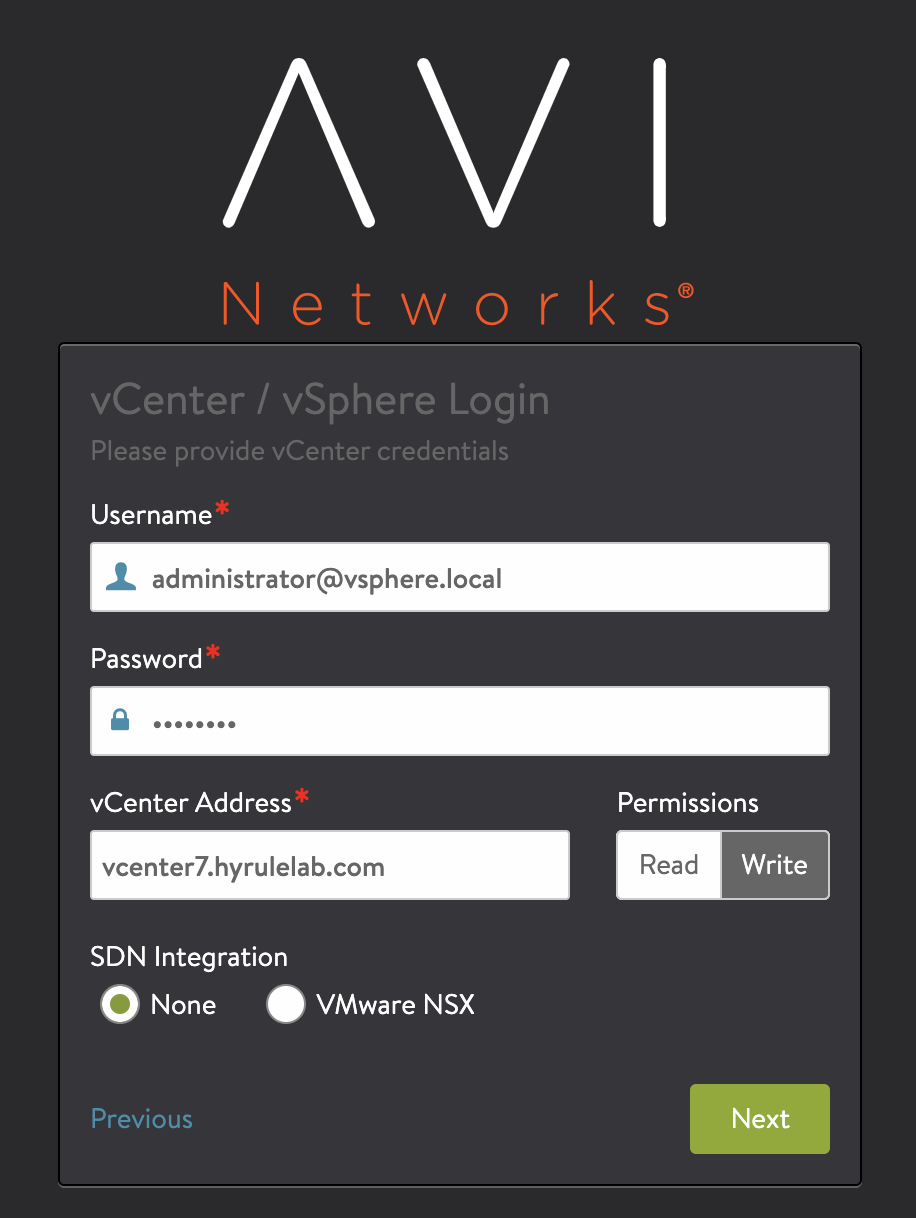 AVI
Networks®
vCenter / vSphere Login
Please provide vCenter credentials
Username*
administrator@vsphere.local
Password*
••••••••
vCenter Address* Permissions
vcenter7.hyrulelab.com Read Write
SDN Integration
None VMware NSX
Previous Next